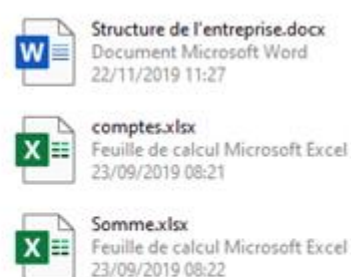 Structure de l'entreprise.docx
Document Microsoft Word
22/11/2019 11:27
comptes.xlsx
Feuille de calcul Microsoft Excel
23/09/2019 08:21
Somme.xlsx
Feuille de calcul Microsoft Excel
23/09/2019 08:22